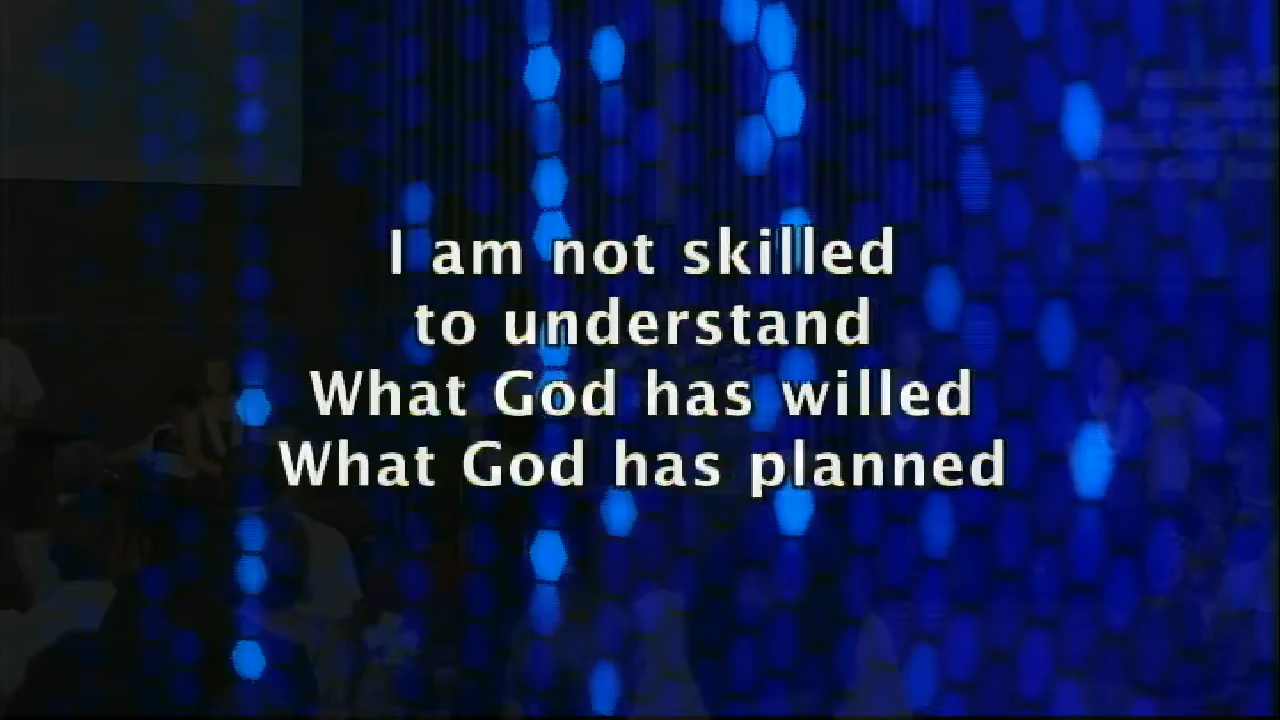 I am not skilled
to understand
What God has willed
What God has planned